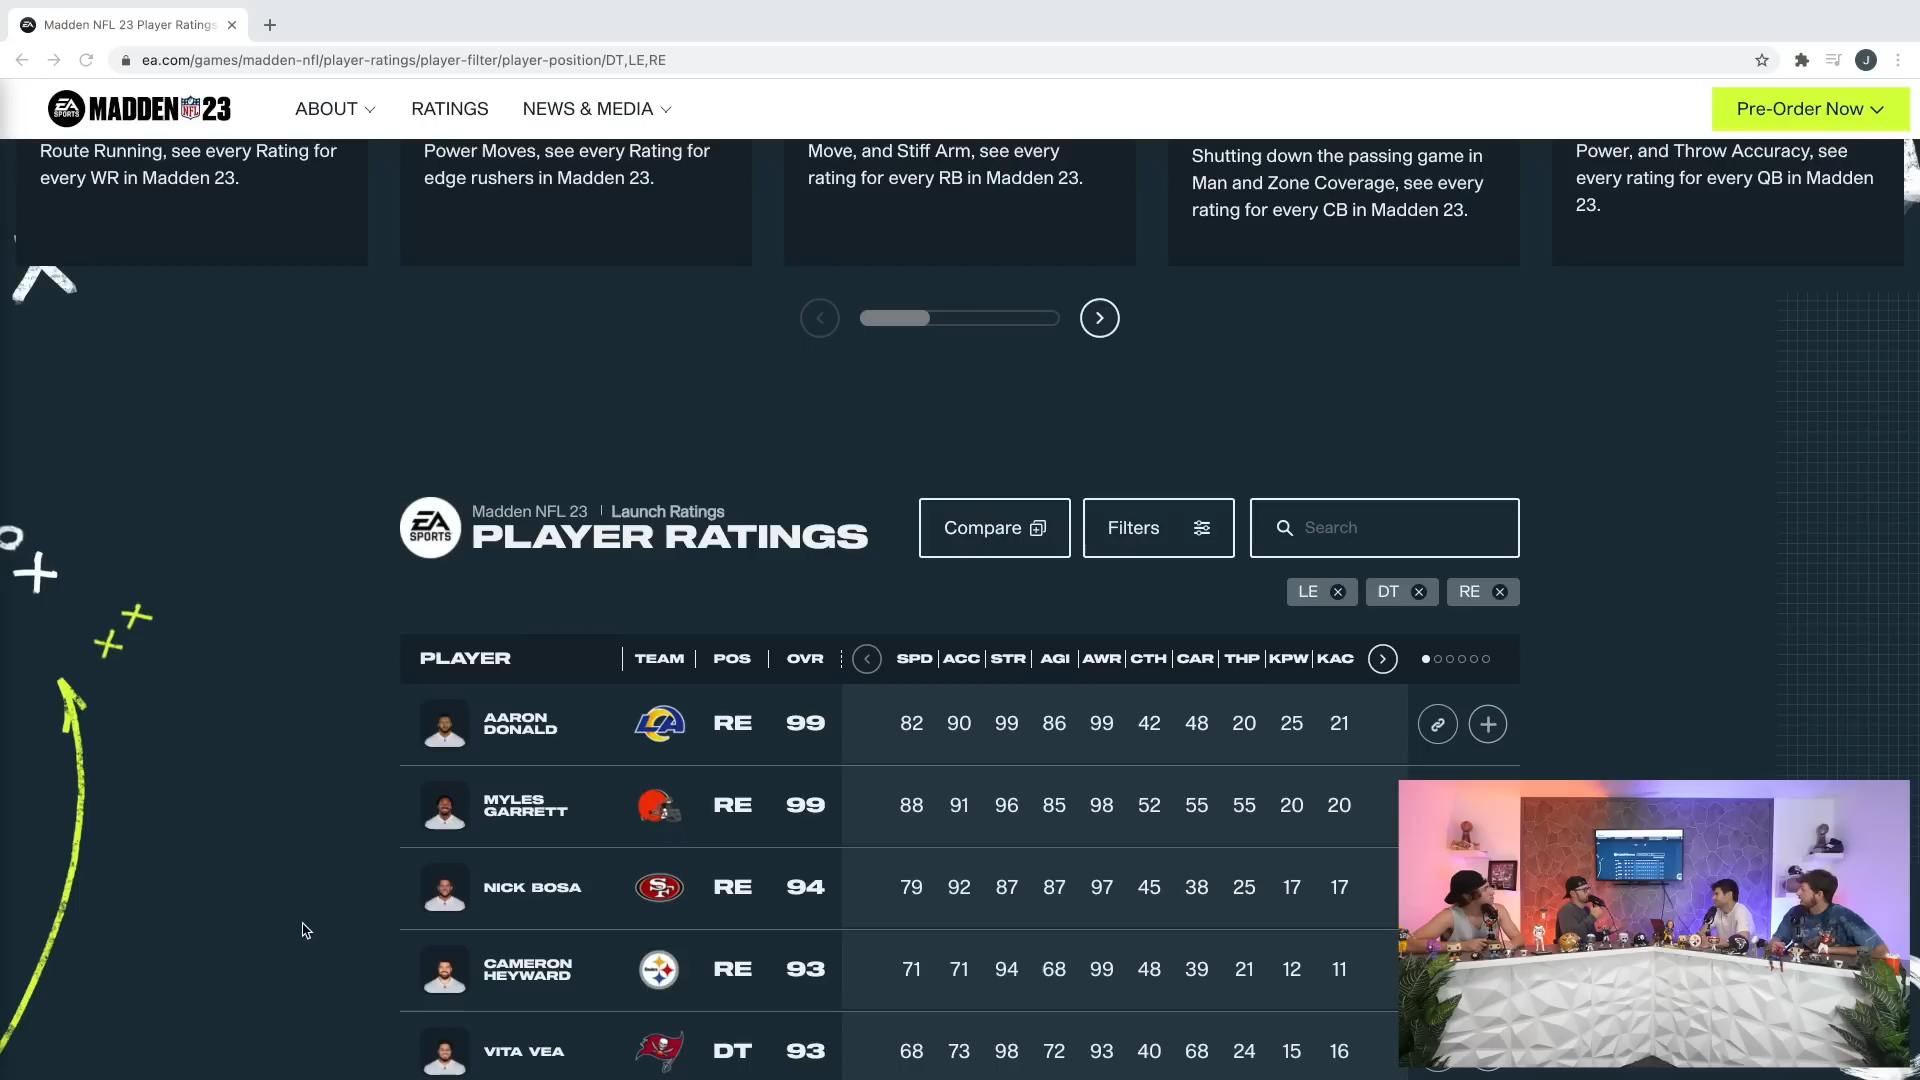 Madden NFL 23 Player Ratings
ea.com/games/madden-nfl/player-ratings/player-filter/player-position/DT,LE,RE
J
EA SPORTS MADDEN NFL 23
ABOUT
RATINGS
NEWS & MEDIA
Pre-Order Now
Route Running, see every Rating for
every WR in Madden 23.
Power Moves, see every Rating for
edge rushers in Madden 23.
Move, and Stiff Arm, see every
rating for every RB in Madden 23.
Shutting down the passing game in
Man and Zone Coverage, see every
rating for every CB in Madden 23.
Power, and Throw Accuracy, see
every rating for every QB in Madden
23.
EA SPORTS
Madden NFL 23 | Launch Ratings
PLAYER RATINGS
Compare
Filters
Search
LE DT RE
PLAYER TEAM POS OVR SPD ACC STR AGI AWR CTH CAR THP KPW KAC
AARON DONALD RE 99 82 90 99 86 99 42 48 20 25 21
MYLES GARRETT RE 99 88 91 96 85 98 52 55 55 20 20
NICK BOSA RE 94 79 92 87 87 97 45 38 25 17 17
CAMERON HEYWARD RE 93 71 71 94 68 99 48 39 21 12 11
VITA VEA DT 93 68 73 98 72 93 40 68 24 15 16